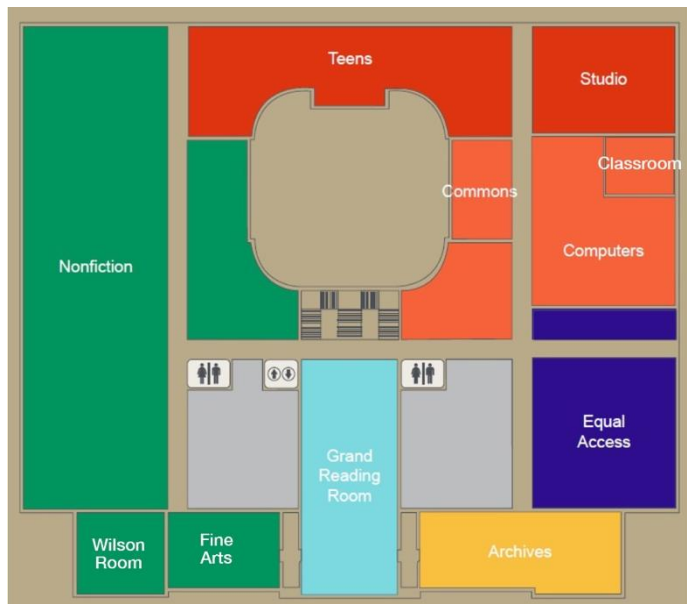 Teens
Studio
Classroom
Commons
Nonfiction
Computers
Equal
Access
Grand
Reading
Room
Wilson
Room
Fine
Arts
Archives